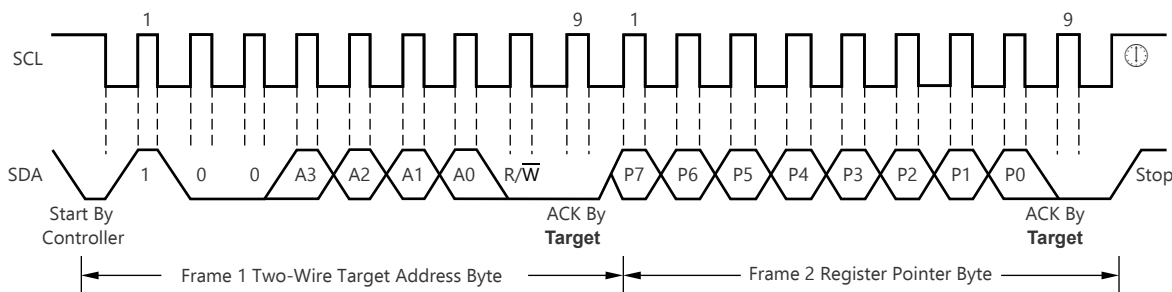 1 9 1 9
SCL
SDA 1 0 0 A3 A2 A1 A0 R/W̅ P7 P6 P5 P4 P3 P2 P1 P0 Stop
Start By ACK By ACK By
Controller Target Target
Frame 1 Two-Wire Target Address Byte Frame 2 Register Pointer Byte